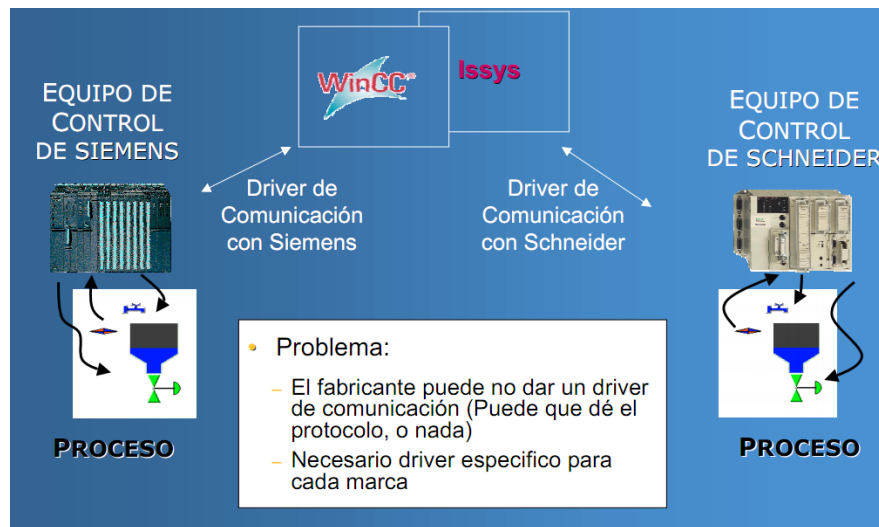 WinCC
Issys
EQUIPO DE
CONTROL
DE SIEMENS
EQUIPO DE
CONTROL
DE SCHNEIDER
Driver de
Comunicación
con Siemens
Driver de
Comunicación
con Schneider
• Problema:
– El fabricante puede no dar un driver
de comunicación (Puede que dé el
protocolo, o nada)
– Necesario driver especifico para
cada marca
PROCESO
PROCESO